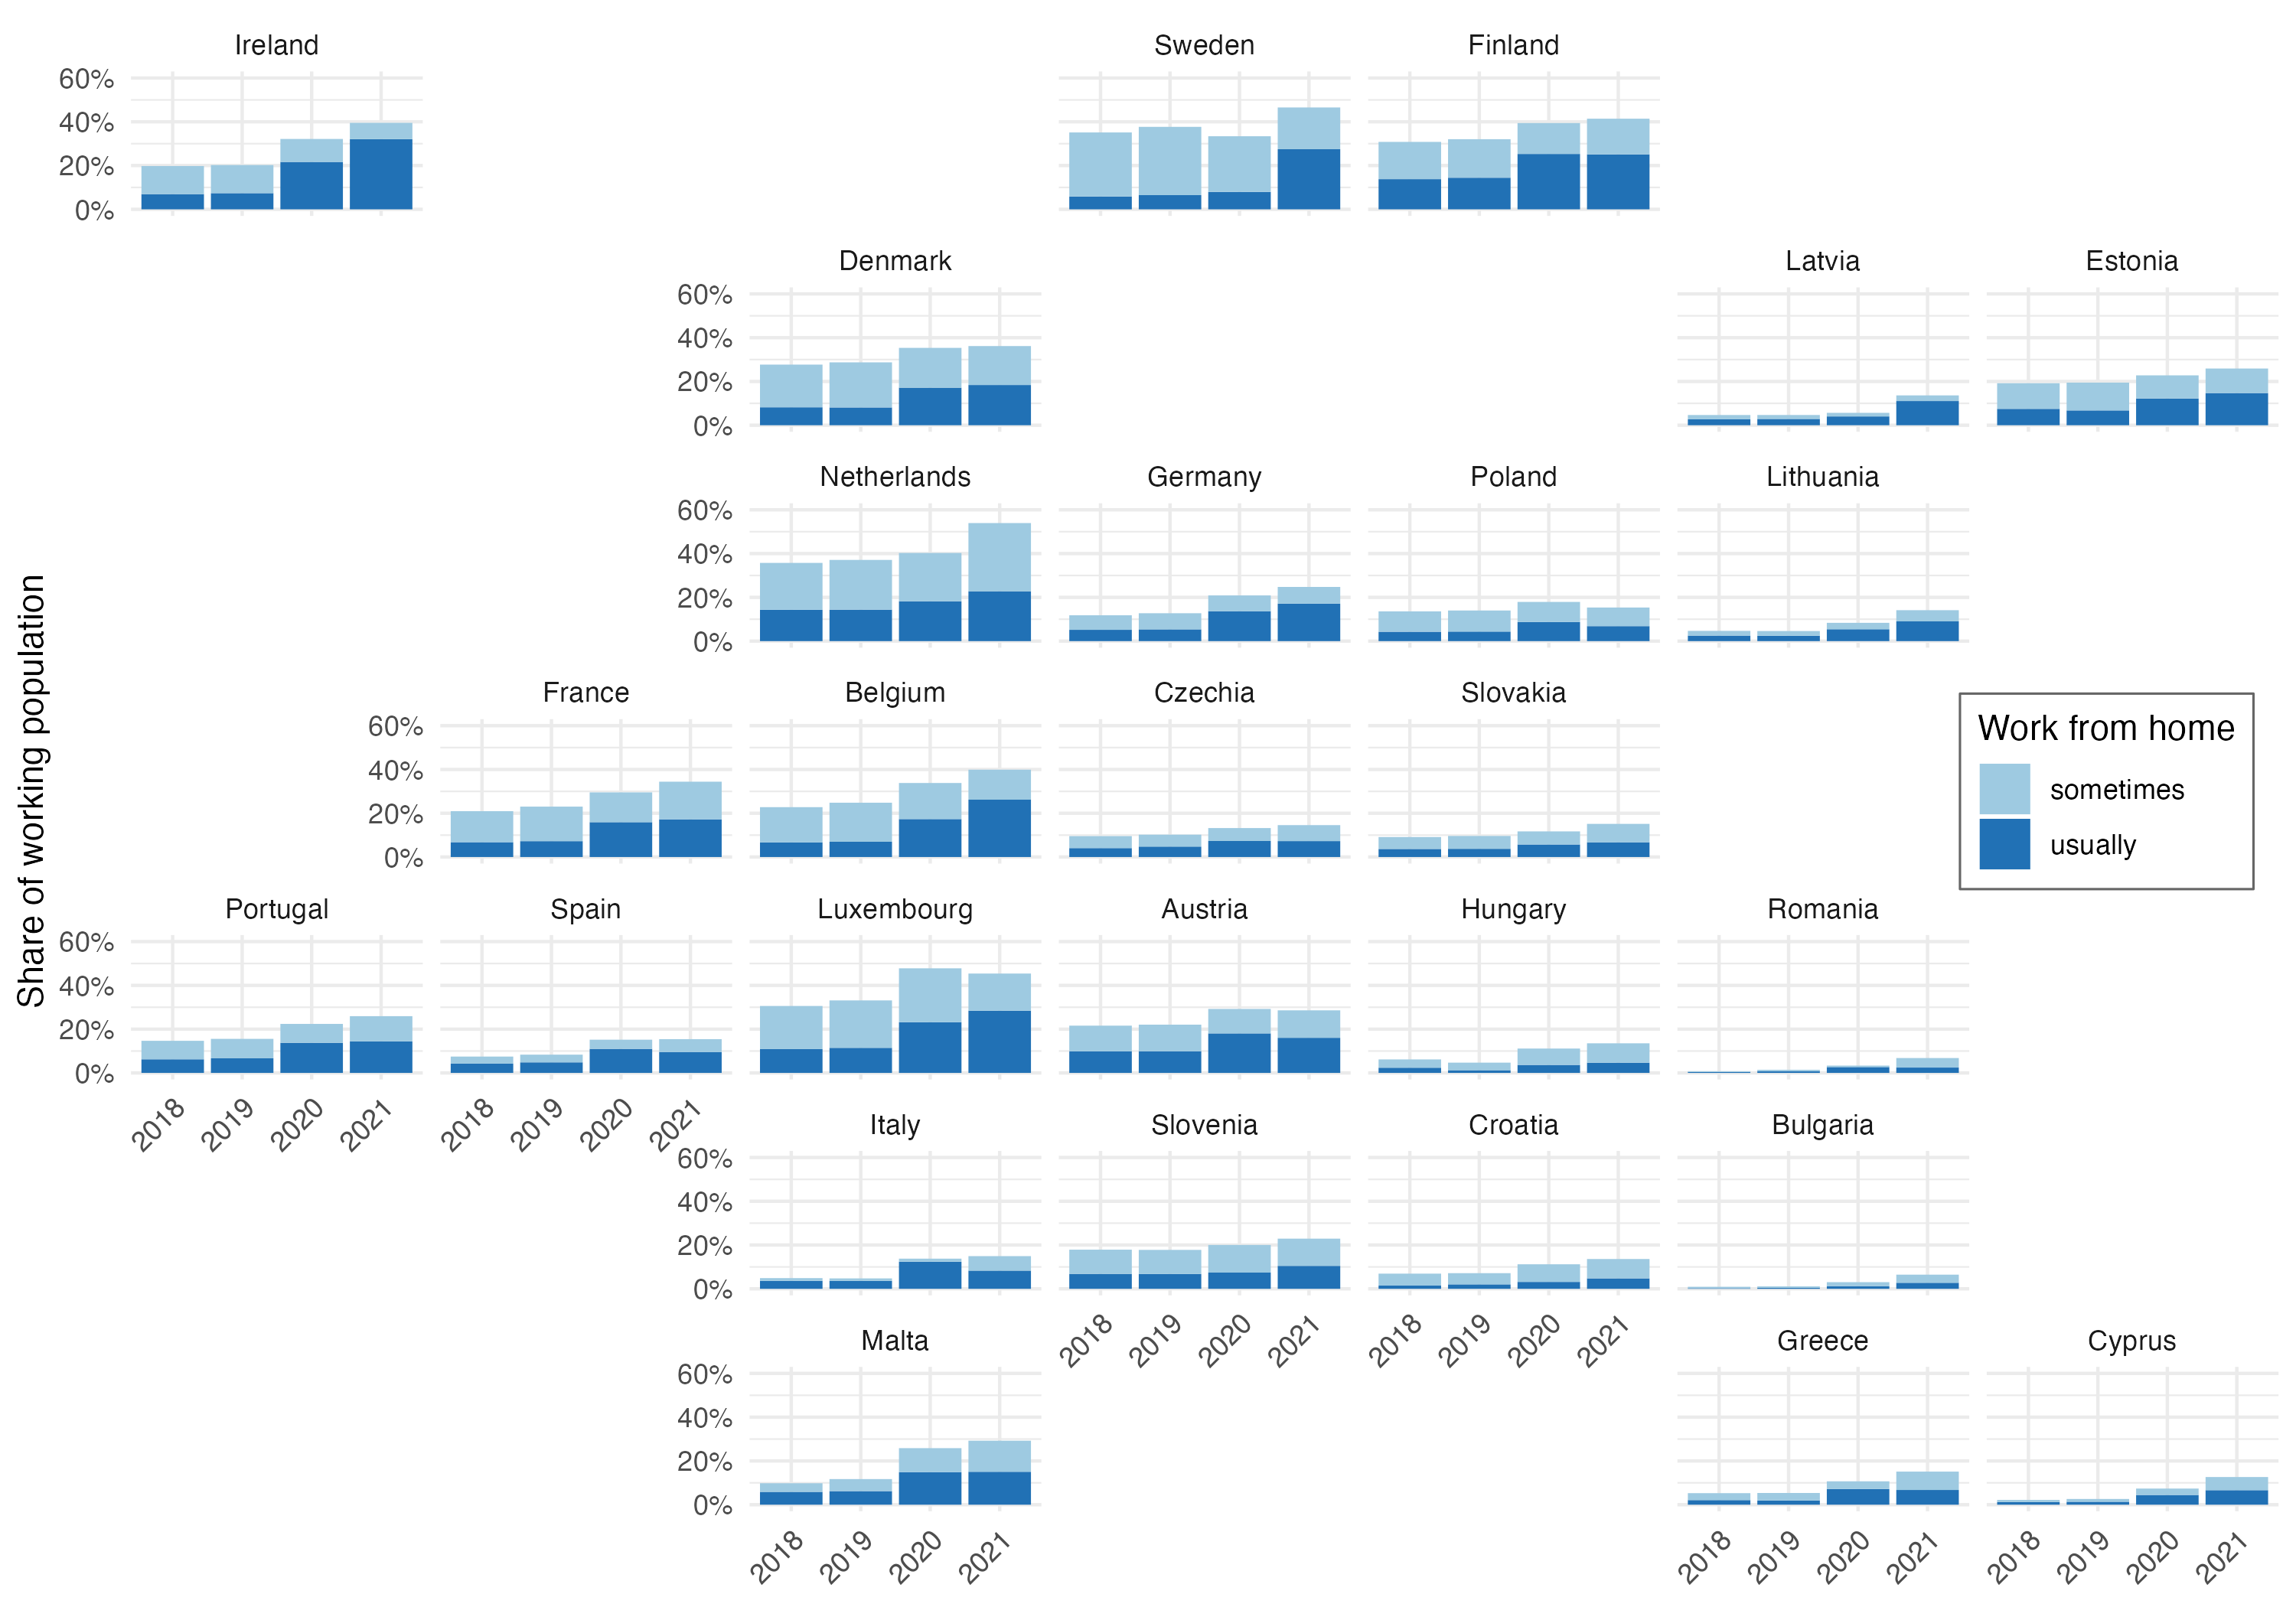 Ireland
Sweden
Finland
60%
40%
20%
0%
Denmark
Latvia
Estonia
60%
40%
20%
0%
Netherlands
Germany
Poland
Lithuania
60%
40%
20%
0%
Share of working population
France
Belgium
Czechia
Slovakia
60%
40%
20%
0%
Work from home
sometimes
usually
Portugal
Spain
Luxembourg
Austria
Hungary
Romania
60%
40%
20%
0%
2018 2019 2020 2021
2018 2019 2020 2021
Italy
Slovenia
Croatia
Bulgaria
60%
40%
20%
0%
2018 2019 2020 2021
2018 2019 2020 2021
Malta
Greece
Cyprus
60%
40%
20%
0%
2018 2019 2020 2021
2018 2019 2020 2021
2018 2019 2020 2021